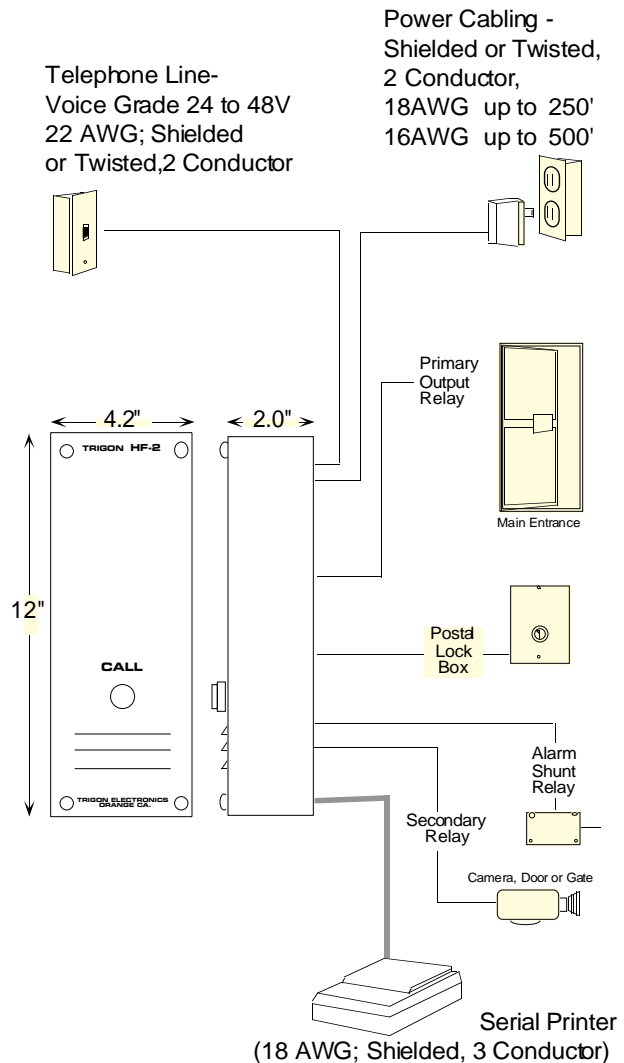 Power Cabling -
Shielded or Twisted,
2 Conductor,
18AWG up to 250'
16AWG up to 500'
Telephone Line-
Voice Grade 24 to 48V
22 AWG; Shielded
or Twisted,2 Conductor
Primary
Output
Relay
Main Entrance
4.2"
2.0"
TRIGON HF-2
12"
CALL
TRIGON ELECTRONICS
ORANGE CA.
Postal
Lock
Box
Alarm
Shunt
Relay
Secondary
Relay
Camera, Door or Gate
Serial Printer
(18 AWG; Shielded, 3 Conductor)